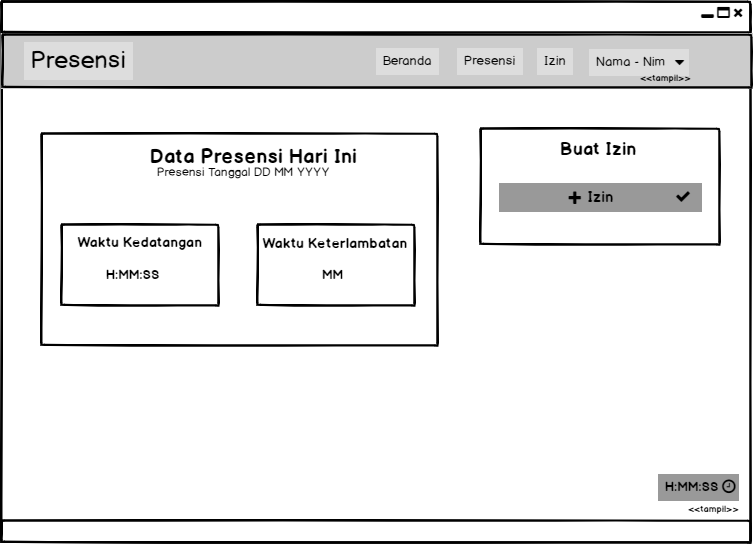 Presensi
Beranda
Presensi
Izin
Nama - Nim
<<tampil>>
Data Presensi Hari Ini
Presensi Tanggal DD MM YYYY
Waktu Kedatangan
H:MM:SS
Waktu Keterlambatan
MM
Buat Izin
Izin
H:MM:SS
<<tampil>>